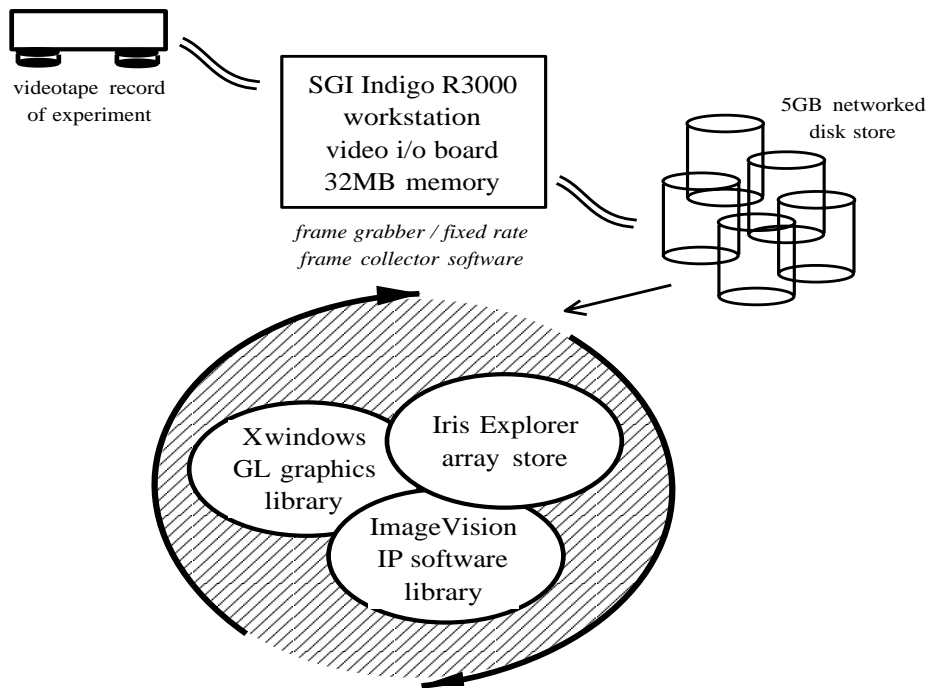 videotape record
of experiment
SGI Indigo R3000
workstation
video i/o board
32MB memory
5GB networked
disk store
frame grabber / fixed rate
frame collector software
Xwindows
GL graphics
library
Iris Explorer
array store
ImageVision
IP software
library